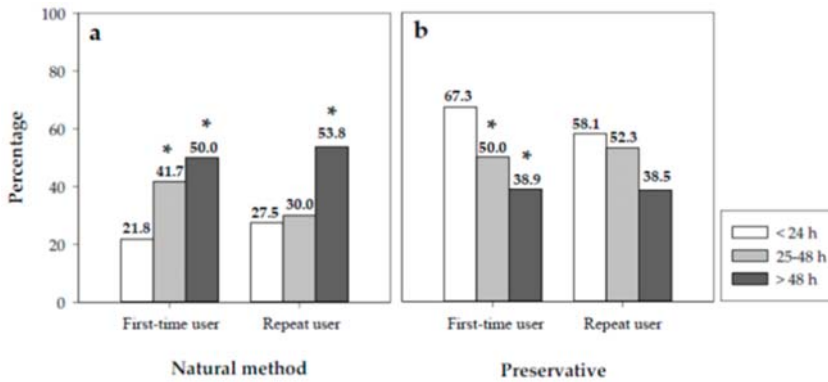 100
80
60
40
20
0
Percentage
a
21.8
*
41.7
*
50.0
27.5
30.0
*
53.8
First-time user
Repeat user
Natural method
b
67.3
*
50.0
*
38.9
58.1
52.3
38.5
First-time user
Repeat user
Preservative
< 24 h
25-48 h
> 48 h